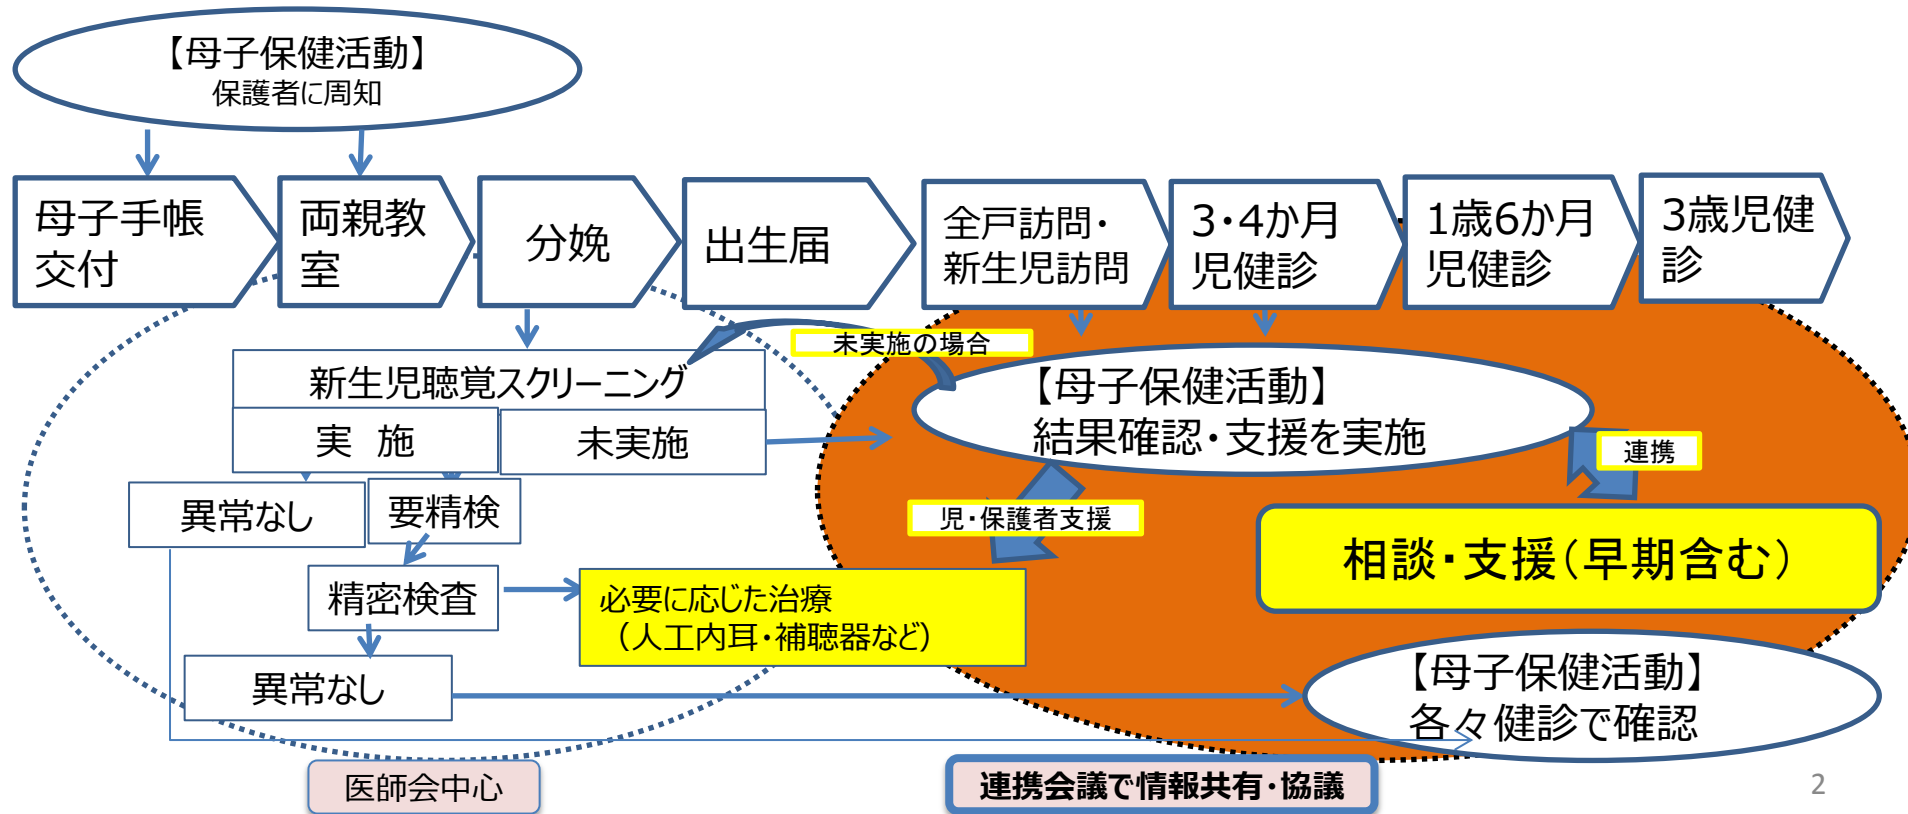 【母子保健活動】
保護者に周知
母子手帳
交付
両親教
室
分娩
出生届
全戸訪問・
新生児訪問
3・4か月
児健診
1歳6か月
児健診
3歳児健
診
未実施の場合
新生児聴覚スクリーニング
実　施
未実施
【母子保健活動】
結果確認・支援を実施
連携
異常なし
要精検
児・保護者支援
相談・支援（早期含む）
精密検査
必要に応じた治療
（人工内耳・補聴器など）
異常なし
【母子保健活動】
各々健診で確認
医師会中心
連携会議で情報共有・協議
2